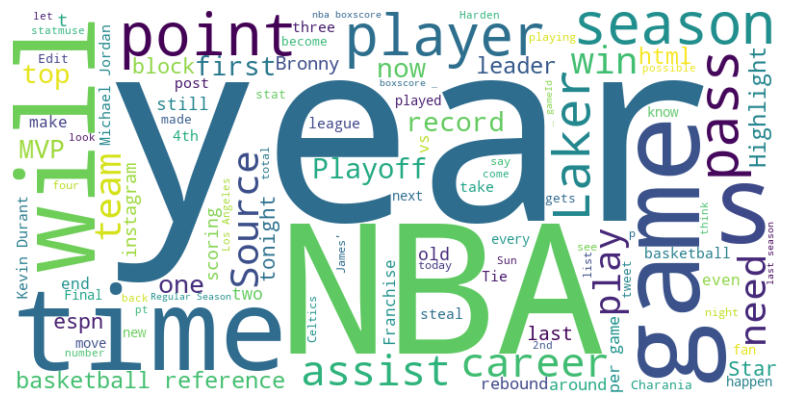 let
t
statmuse
Edit
top
will
MVP
make
look
four
team
Michael Jordan
instagram
Kevin Durant
end
Final
espn
move
number
new
pt
back
one
time
basketball reference
point
block
first
post
still
made
4th
year
nba boxscore
become
three
Bronny
stat
league
player
now
boxscore _
played
record
vs
leader
Harden
playing
season
win
html
possible
_ gameId
Laker
pass
Highlight
know
Playoff
take
say
come
gets
next
Source
scoring
Los Angeles
total
tonight
Regular Season
two
NBA
James'
Celtics
Franchise
old
today
Sun
Tie
every
steal
last
2nd
assist
career
rebound
around
play
p
list
see
tweet
per game
Charania
games
s
think
basketball
need
even
last season
night
fan
Star
happen